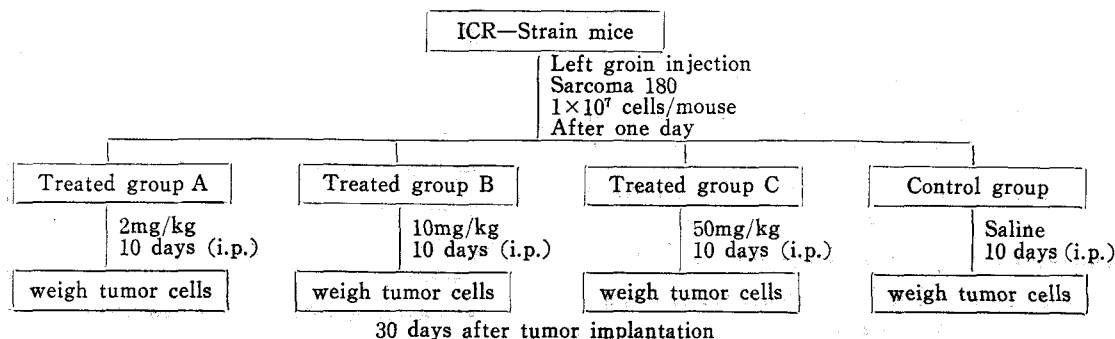 ICR—Strain mice
Left groin injection
Sarcoma 180
1×10⁷ cells/mouse
After one day
Treated group A
Treated group B
Treated group C
Control group
2mg/kg
10 days (i.p.)
10mg/kg
10 days (i.p.)
50mg/kg
10 days (i.p.)
Saline
10 days (i.p.)
weigh tumor cells
weigh tumor cells
weigh tumor cells
weigh tumor cells
30 days after tumor implantation